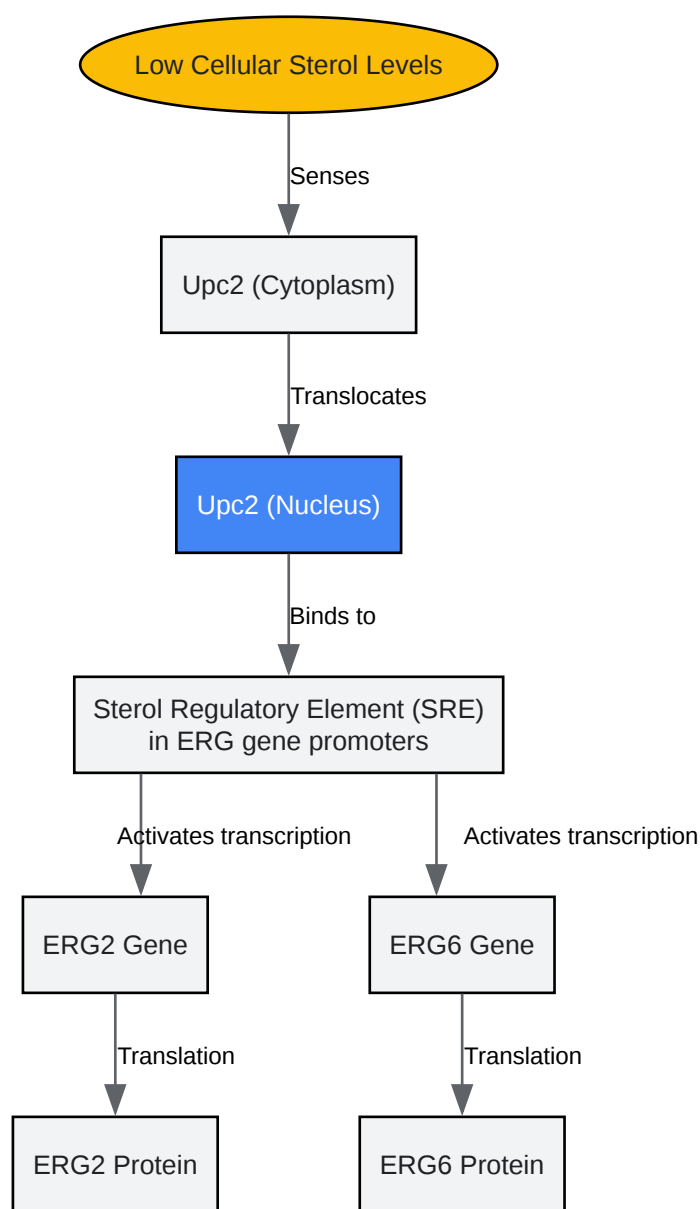 Low Cellular Sterol Levels
Senses
Upc2 (Cytoplasm)
Translocates
Upc2 (Nucleus)
Binds to
Sterol Regulatory Element (SRE)
in ERG gene promoters
Activates transcription
Activates transcription
ERG2 Gene
ERG6 Gene
Translation
Translation
ERG2 Protein
ERG6 Protein